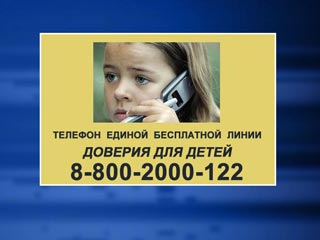 ТЕЛЕФОН ЕДИНОЙ БЕСПЛАТНОЙ ЛИНИИ
ДОВЕРИЯ ДЛЯ ДЕТЕЙ
8-800-2000-122